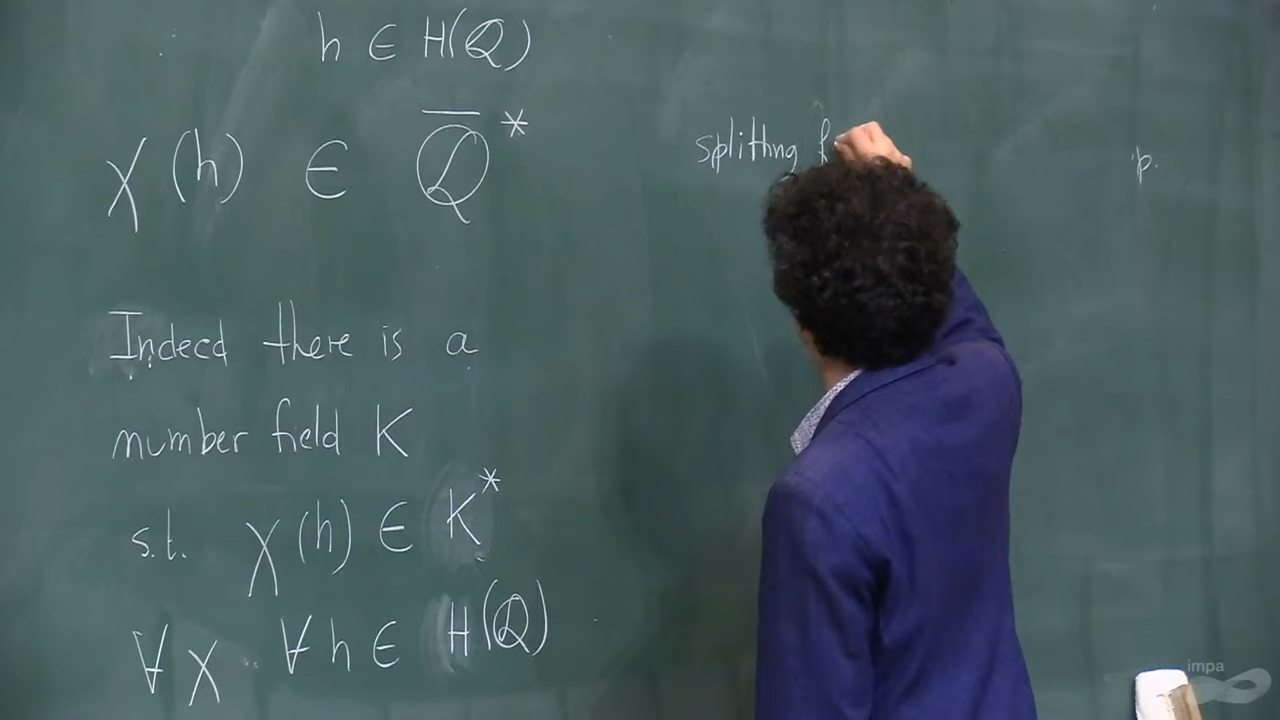 h ∈ H(Q)
χ(h) ∈ Q̄*
Indeed there is a
number field K
s.t. χ(h) ∈ K*
∀χ ∀h ∈ H(Q)
splitting f
p.
impa